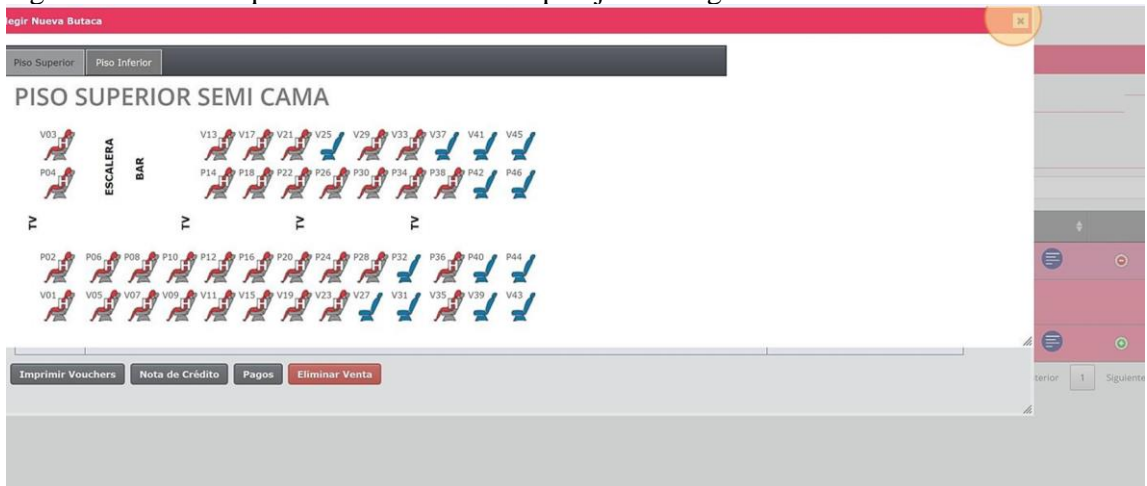 legir Nueva Butaca
Piso Superior Piso Inferior
PISO SUPERIOR SEMI CAMA
V03 V13 V17 V21 V25 V29 V33 V37 V41 V45
ESCALERA
BAR
P04 P14 P18 P22 P26 P30 P34 P38 P42 P46
TV TV TV TV
P02 P06 P08 P10 P12 P16 P20 P24 P28 P32 P36 P40 P44
V01 V05 V07 V09 V11 V15 V19 V23 V27 V31 V35 V39 V43
Imprimir Vouchers Nota de Crédito Pagos Eliminar Venta
terior 1 Siguiente